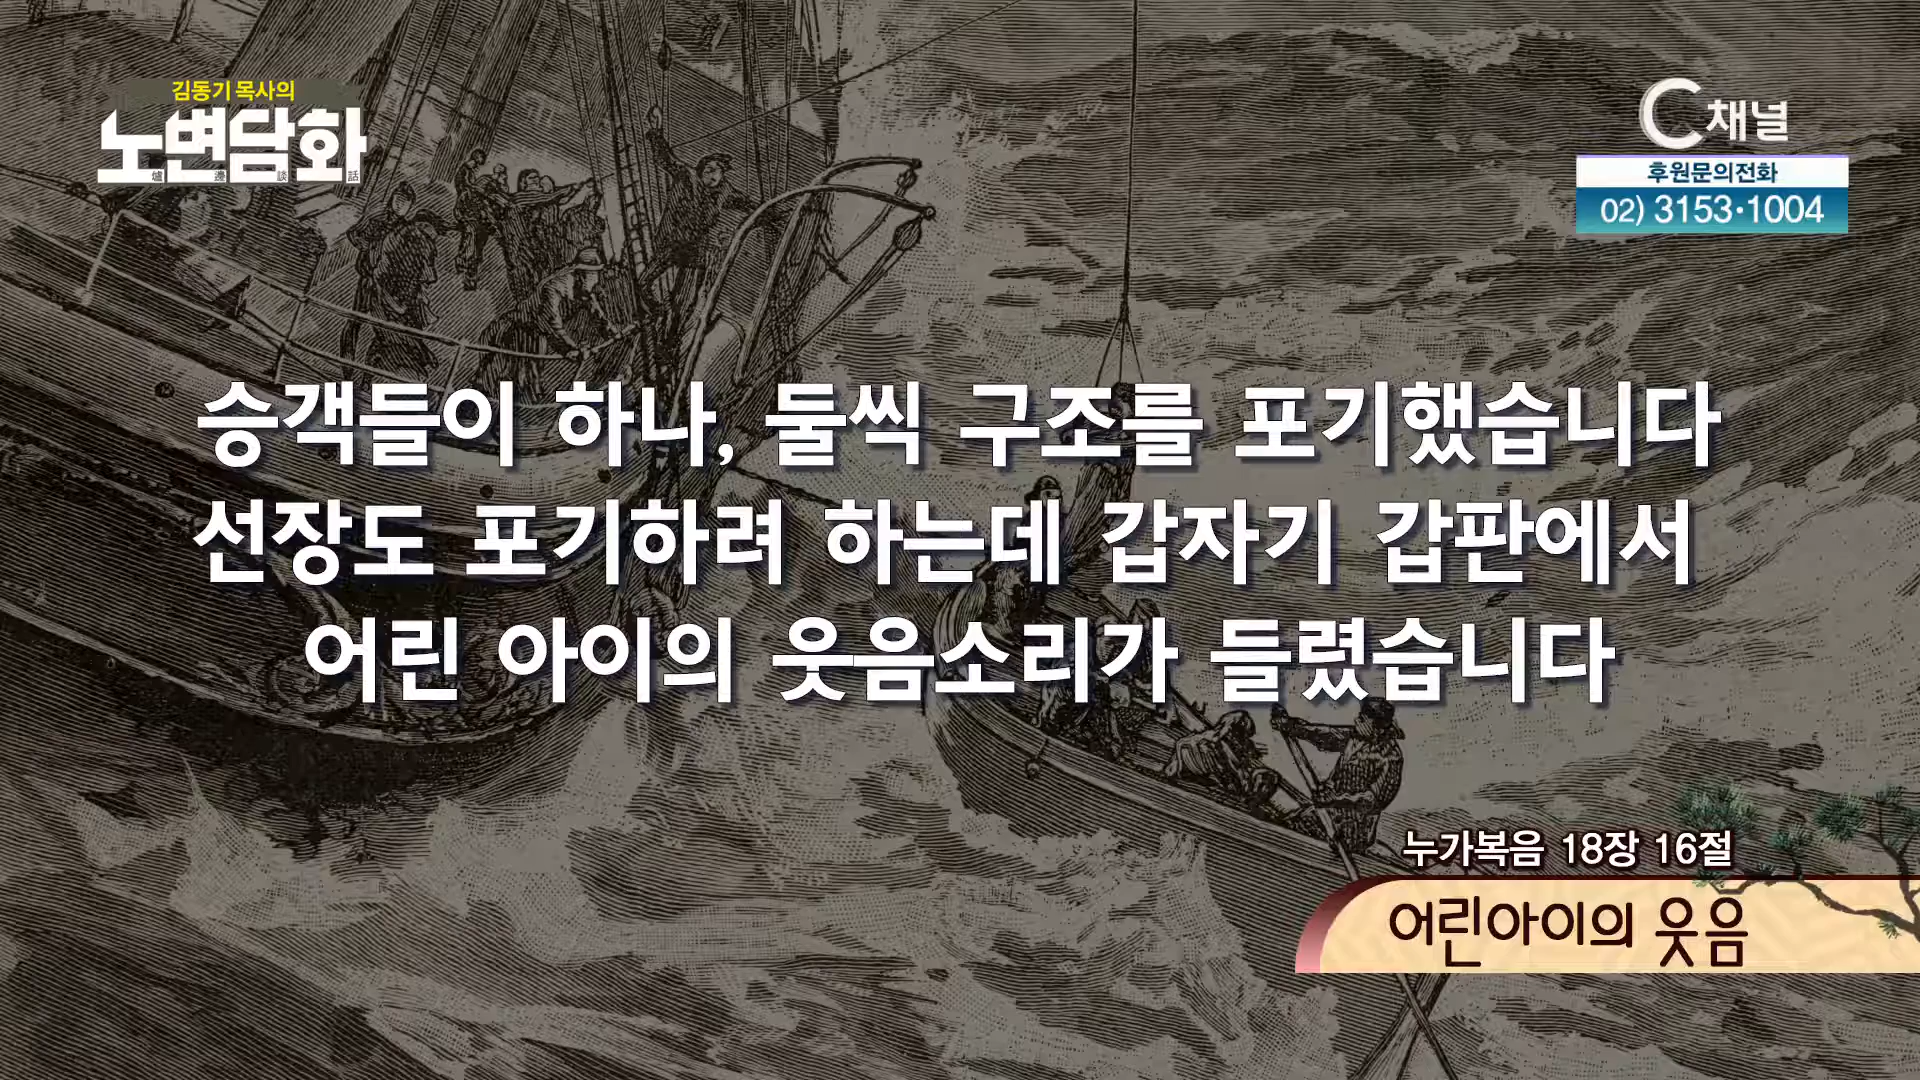 김동기 목사의
노변담화
爐邊談話
C채널
후원문의전화
02) 3153·1004
승객들이 하나, 둘씩 구조를 포기했습니다
선장도 포기하려 하는데 갑자기 갑판에서
어린 아이의 웃음소리가 들렸습니다
누가복음 18장 16절
어린아이의 웃음